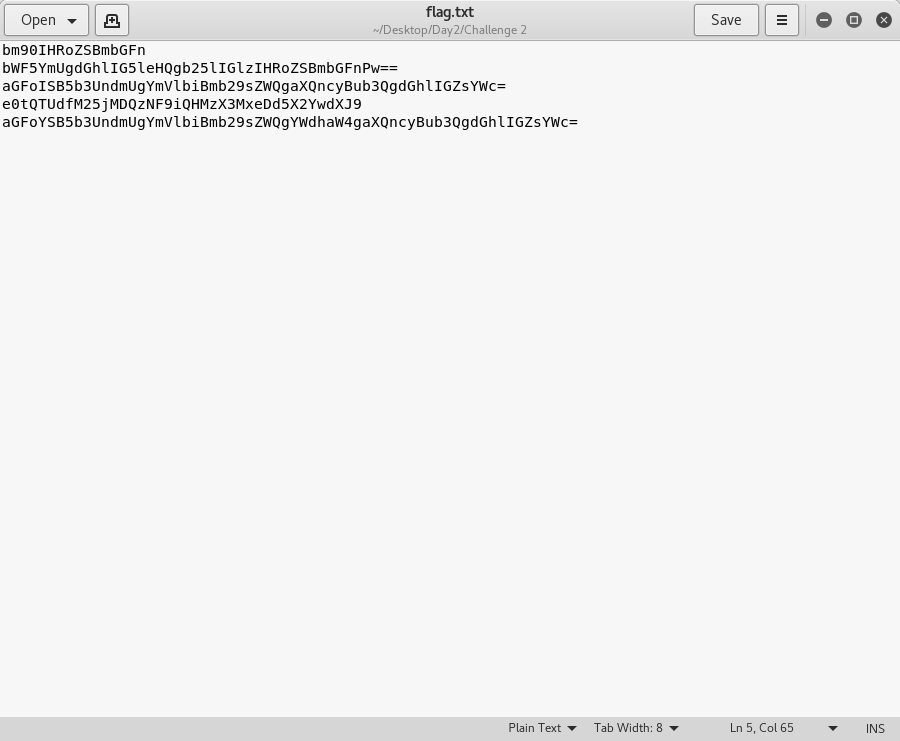 Open
flag.txt
~/Desktop/Day2/Challenge 2
Save
bm90IHRoZSBmbGFn
bWF5YmUgdGhlIG5leHQgb25lIGlzIHRoZSBmbGFnPw==
aGFoISB5b3UndmUgYmVlbiBmb29sZWQgaXQncyBub3QgdGhlIGZsYWc=
e0tQTUdfM25jMDQzNF9iQHMzX3MxeDd5X2YwdXJ9
aGFoYSB5b3UndmUgYmVlbiBmb29sZWQgYWdhaW4gaXQncyBub3QgdGhlIGZsYWc=
Plain Text
Tab Width: 8
Ln 5, Col 65
INS